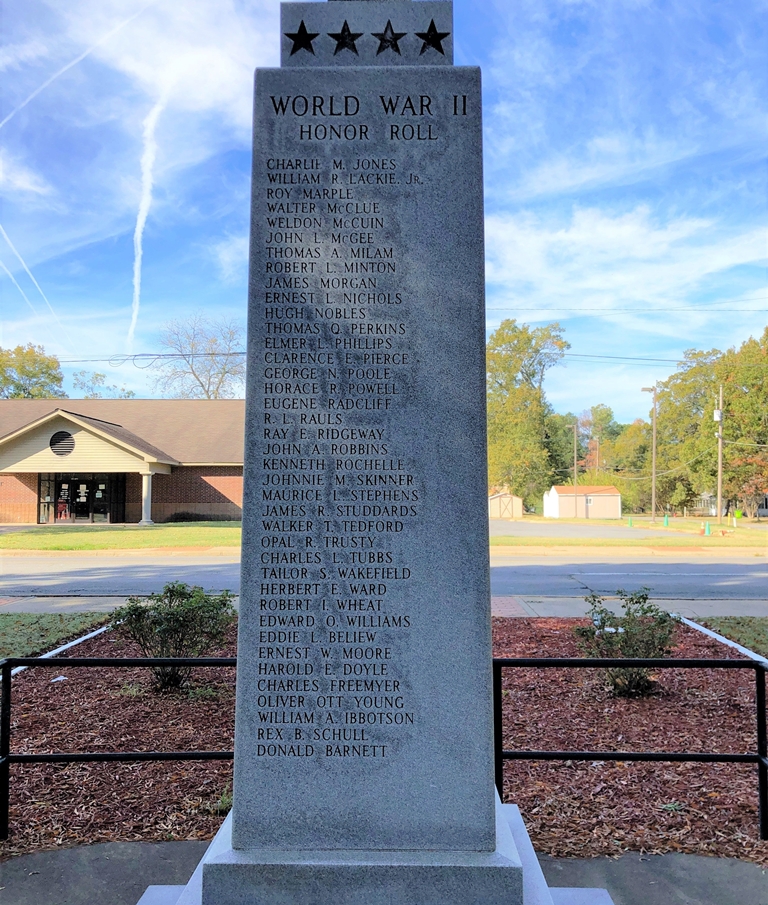 WORLD WAR II
HONOR ROLL
CHARLIE M. JONES
WILLIAM R. LACKIE, JR.
ROY MARPLE
WALTER McCLUE
WELDON McCUIN
JOHN L. McGEE
THOMAS A. MILAM
ROBERT L. MINTON
JAMES MORGAN
ERNEST L. NICHOLS
HUGH NOBLES
THOMAS Q. PERKINS
ELMER L. PHILLIPS
CLARENCE E. PIERCE
GEORGE N. POOLE
HORACE R. POWELL
EUGENE RADCLIFF
R. L. RAULS
RAY E. RIDGEWAY
JOHN A. ROBBINS
KENNETH ROCHELLE
JOHNNIE M. SKINNER
MAURICE L. STEPHENS
JAMES R. STUDDARDS
WALKER T. TEDFORD
OPAL R. TRUSTY
CHARLES L. TUBBS
TAILOR S. WAKEFIELD
HERBERT E. WARD
ROBERT I. WHEAT
EDWARD O. WILLIAMS
EDDIE L. BELIEW
ERNEST W. MOORE
HAROLD E. DOYLE
CHARLES FREEMYER
OLIVER OTT YOUNG
WILLIAM A. IBBOTSON
REX B. SCHULL
DONALD BARNETT